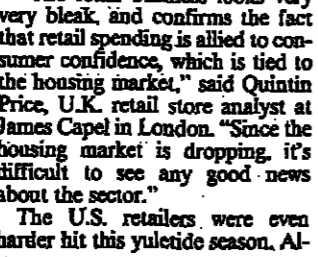 very bleak, and confirms the fact
that retail spending is allied to con-
sumer confidence, which is tied to
the housing market," said Quintin
Price, U.K. retail store analyst at
James Capel in London. "Since the
housing market is dropping, it's
difficult to see any good news
about the sector."
The U.S. retailers were even
harder hit this yuletide season. Al-